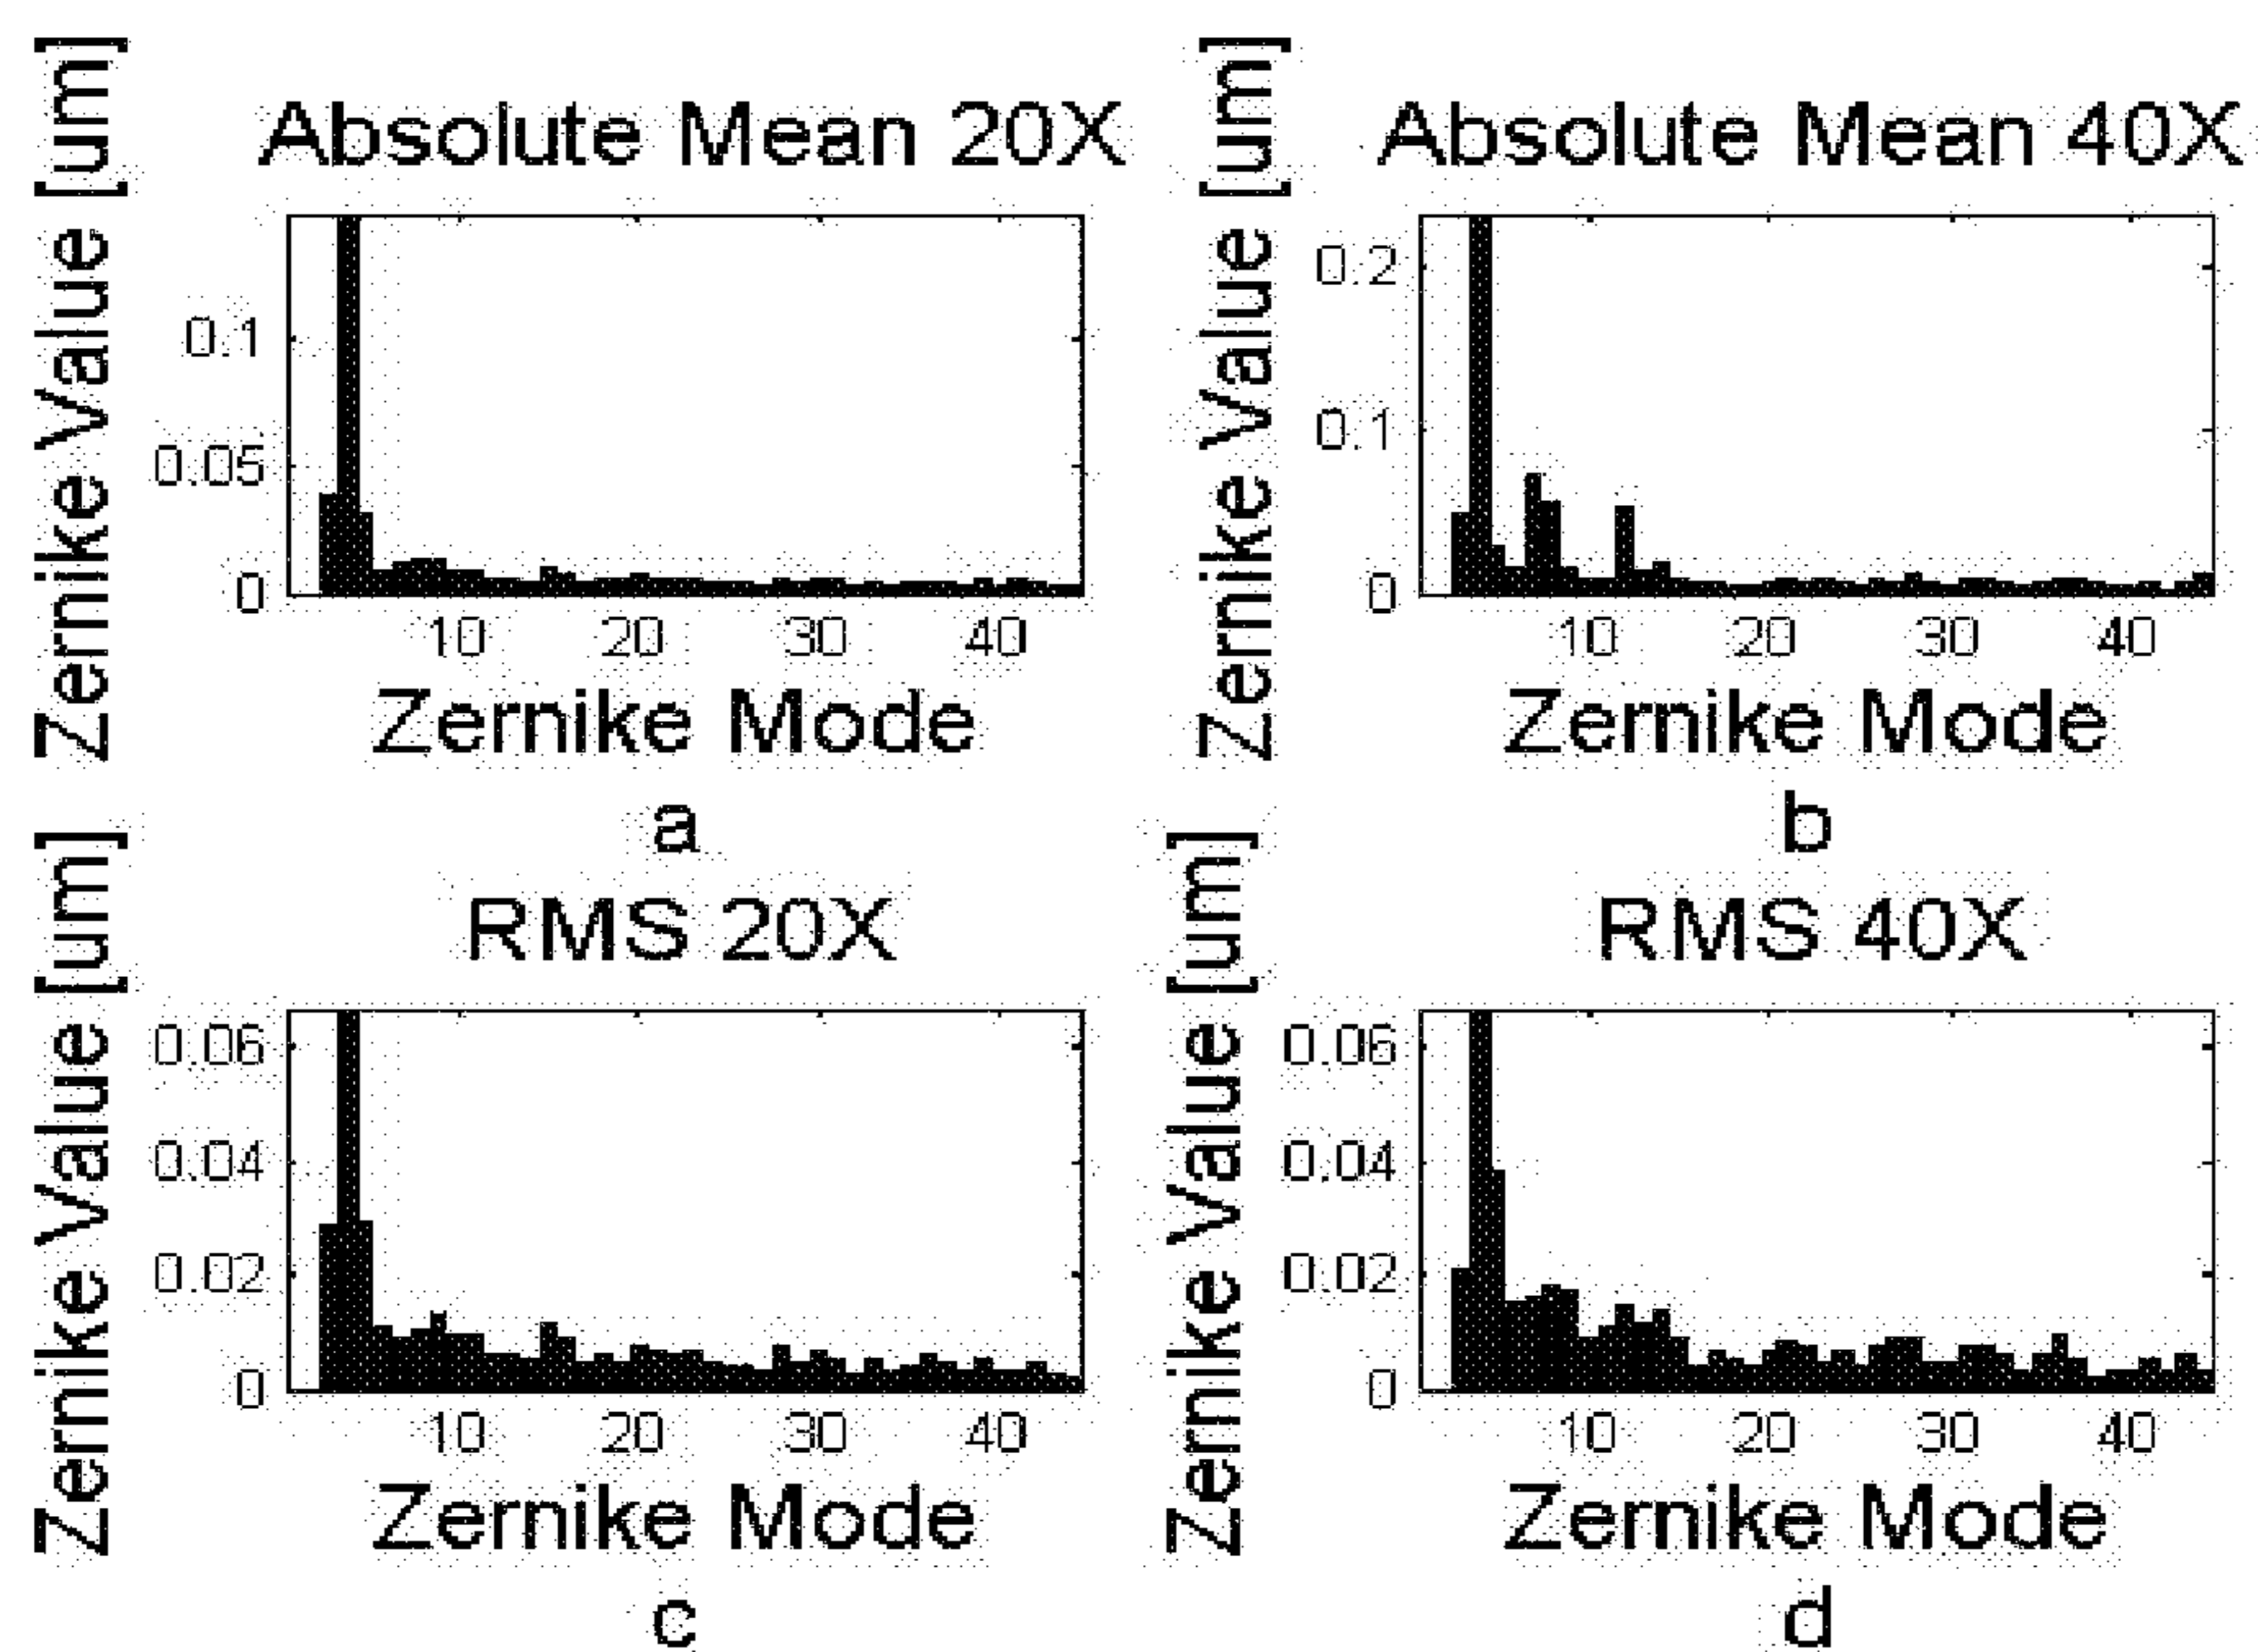 Absolute Mean 20X
Zernike Value [um]
0.1
0.05
0
10 20 30 40
Zernike Mode
a
Absolute Mean 40X
Zernike Value [um]
0.2
0.1
0
10 20 30 40
Zernike Mode
b
RMS 20X
Zernike Value [um]
0.06
0.04
0.02
0
10 20 30 40
Zernike Mode
c
RMS 40X
Zernike Value [um]
0.06
0.04
0.02
0
10 20 30 40
Zernike Mode
d